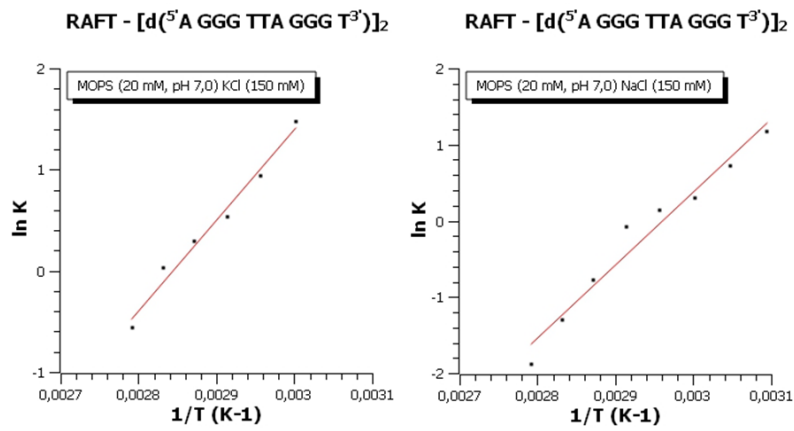 RAFT - [d(5'A GGG TTA GGG T3')]2
MOPS (20 mM, pH 7,0) KCl (150 mM)
2
1
0
-1
ln K
0,0027
0,0028
0,0029
0,003
0,0031
1/T (K-1)
RAFT - [d(5'A GGG TTA GGG T3')]2
MOPS (20 mM, pH 7,0) NaCl (150 mM)
2
1
0
-1
-2
ln K
0,0027
0,0028
0,0029
0,003
0,0031
1/T (K-1)